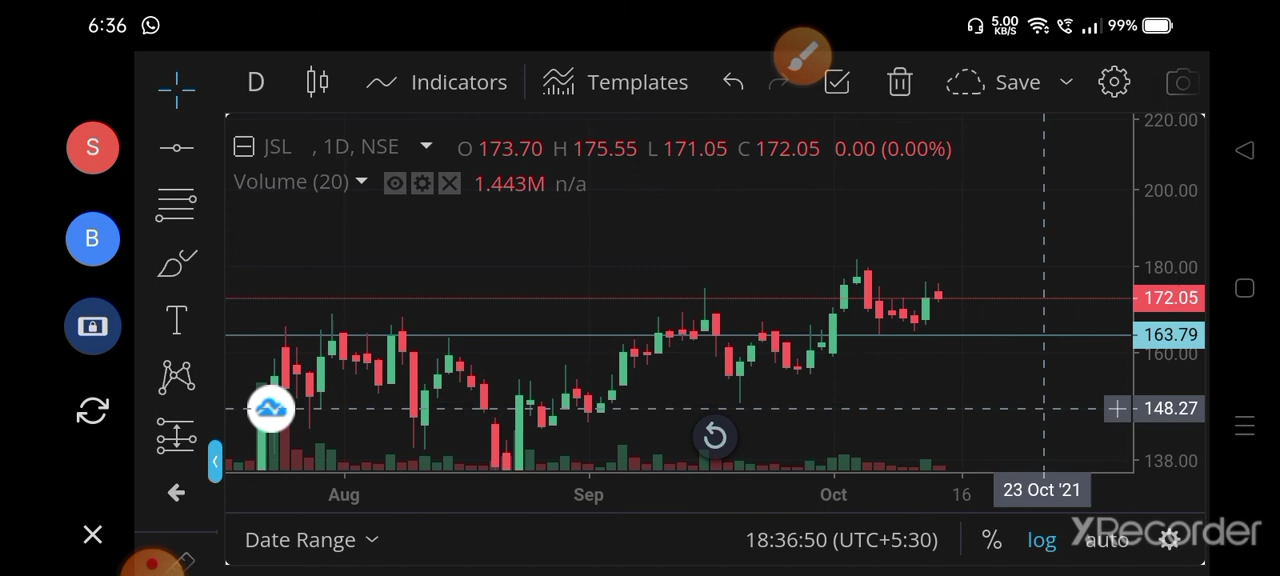 6:36 5.00 KB/S 99%
D Indicators Templates Save
S
JSL , 1D, NSE O 173.70 H 175.55 L 171.05 C 172.05 0.00 (0.00%)
Volume (20) 1.443M n/a
B
T
220.00
200.00
180.00
172.05
163.79
160.00
148.27
138.00
Aug Sep Oct 16 23 Oct '21
Date Range 18:36:50 (UTC+5:30) % log auto
XRecorder